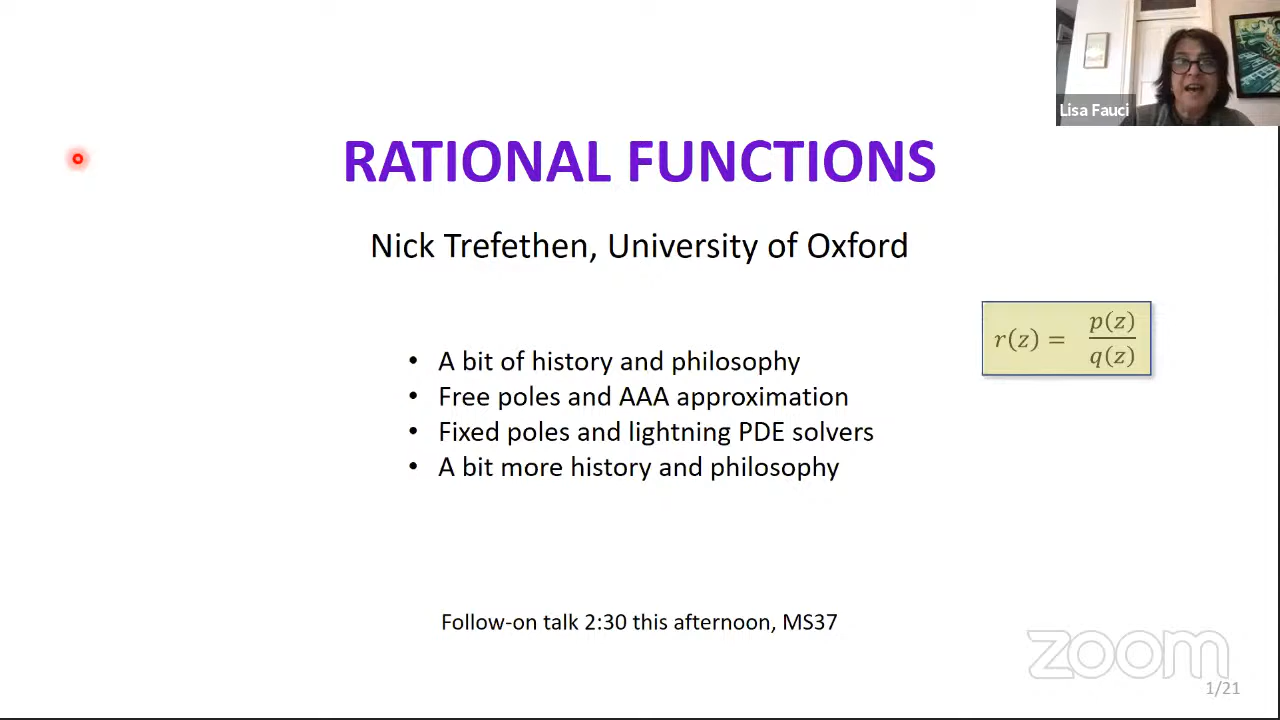 Lisa Fauci
RATIONAL FUNCTIONS
Nick Trefethen, University of Oxford
r(z) = p(z)/q(z)
• A bit of history and philosophy
• Free poles and AAA approximation
• Fixed poles and lightning PDE solvers
• A bit more history and philosophy
Follow-on talk 2:30 this afternoon, MS37
zoom
1/21